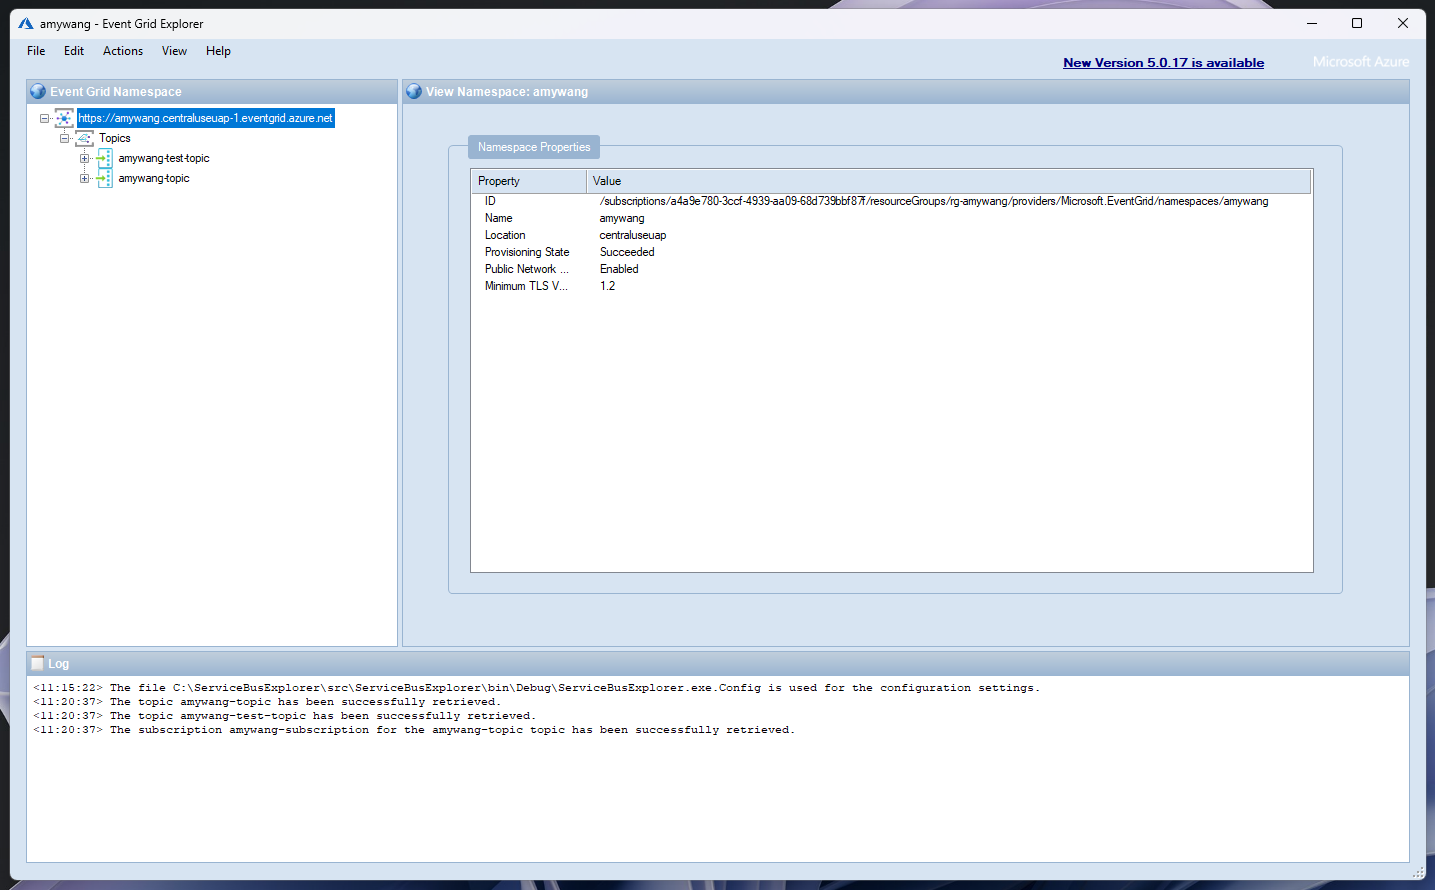 amywang - Event Grid Explorer
File Edit Actions View Help
New Version 5.0.17 is available
Microsoft Azure
Event Grid Namespace
https://amywang.centraluseuap-1.eventgrid.azure.net
Topics
amywang-test-topic
amywang-topic
View Namespace: amywang
Namespace Properties
Property Value
ID /subscriptions/a4a9e780-3ccf-4939-aa09-68d739bbf87f/resourceGroups/rg-amywang/providers/Microsoft.EventGrid/namespaces/amywang
Name amywang
Location centraluseuap
Provisioning State Succeeded
Public Network ... Enabled
Minimum TLS V... 1.2
Log
<11:15:22> The file C:\ServiceBusExplorer\src\ServiceBusExplorer\bin\Debug\ServiceBusExplorer.exe.Config is used for the configuration settings.
<11:20:37> The topic amywang-topic has been successfully retrieved.
<11:20:37> The topic amywang-test-topic has been successfully retrieved.
<11:20:37> The subscription amywang-subscription for the amywang-topic topic has been successfully retrieved.